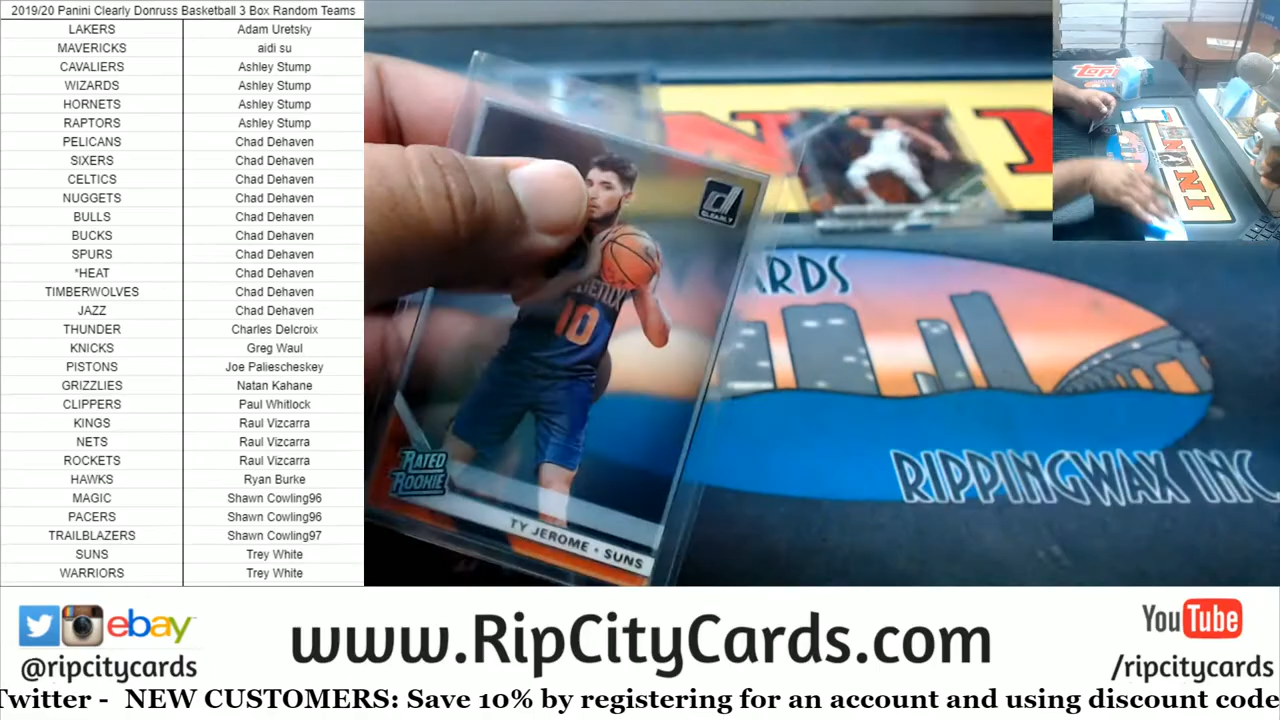 2019/20 Panini Clearly Donruss Basketball 3 Box Random Teams
LAKERS Adam Uretsky
MAVERICKS aidi su
CAVALIERS Ashley Stump
WIZARDS Ashley Stump
HORNETS Ashley Stump
RAPTORS Ashley Stump
PELICANS Chad Dehaven
SIXERS Chad Dehaven
CELTICS Chad Dehaven
NUGGETS Chad Dehaven
BULLS Chad Dehaven
BUCKS Chad Dehaven
SPURS Chad Dehaven
*HEAT Chad Dehaven
TIMBERWOLVES Chad Dehaven
JAZZ Chad Dehaven
THUNDER Charles Delcroix
KNICKS Greg Waul
PISTONS Joe Paliescheskey
GRIZZLIES Natan Kahane
CLIPPERS Paul Whitlock
KINGS Raul Vizcarra
NETS Raul Vizcarra
ROCKETS Raul Vizcarra
HAWKS Ryan Burke
MAGIC Shawn Cowling96
PACERS Shawn Cowling96
TRAILBLAZERS Shawn Cowling97
SUNS Trey White
WARRIORS Trey White
d
CLEARLY
10
RATED
ROOKIE
TY JEROME • SUNS
ARDS
RIPPINGWAX INC
ebay
@ripcitycards
www.RipCityCards.com
YouTube
/ripcitycards
Twitter - NEW CUSTOMERS: Save 10% by registering for an account and using discount code